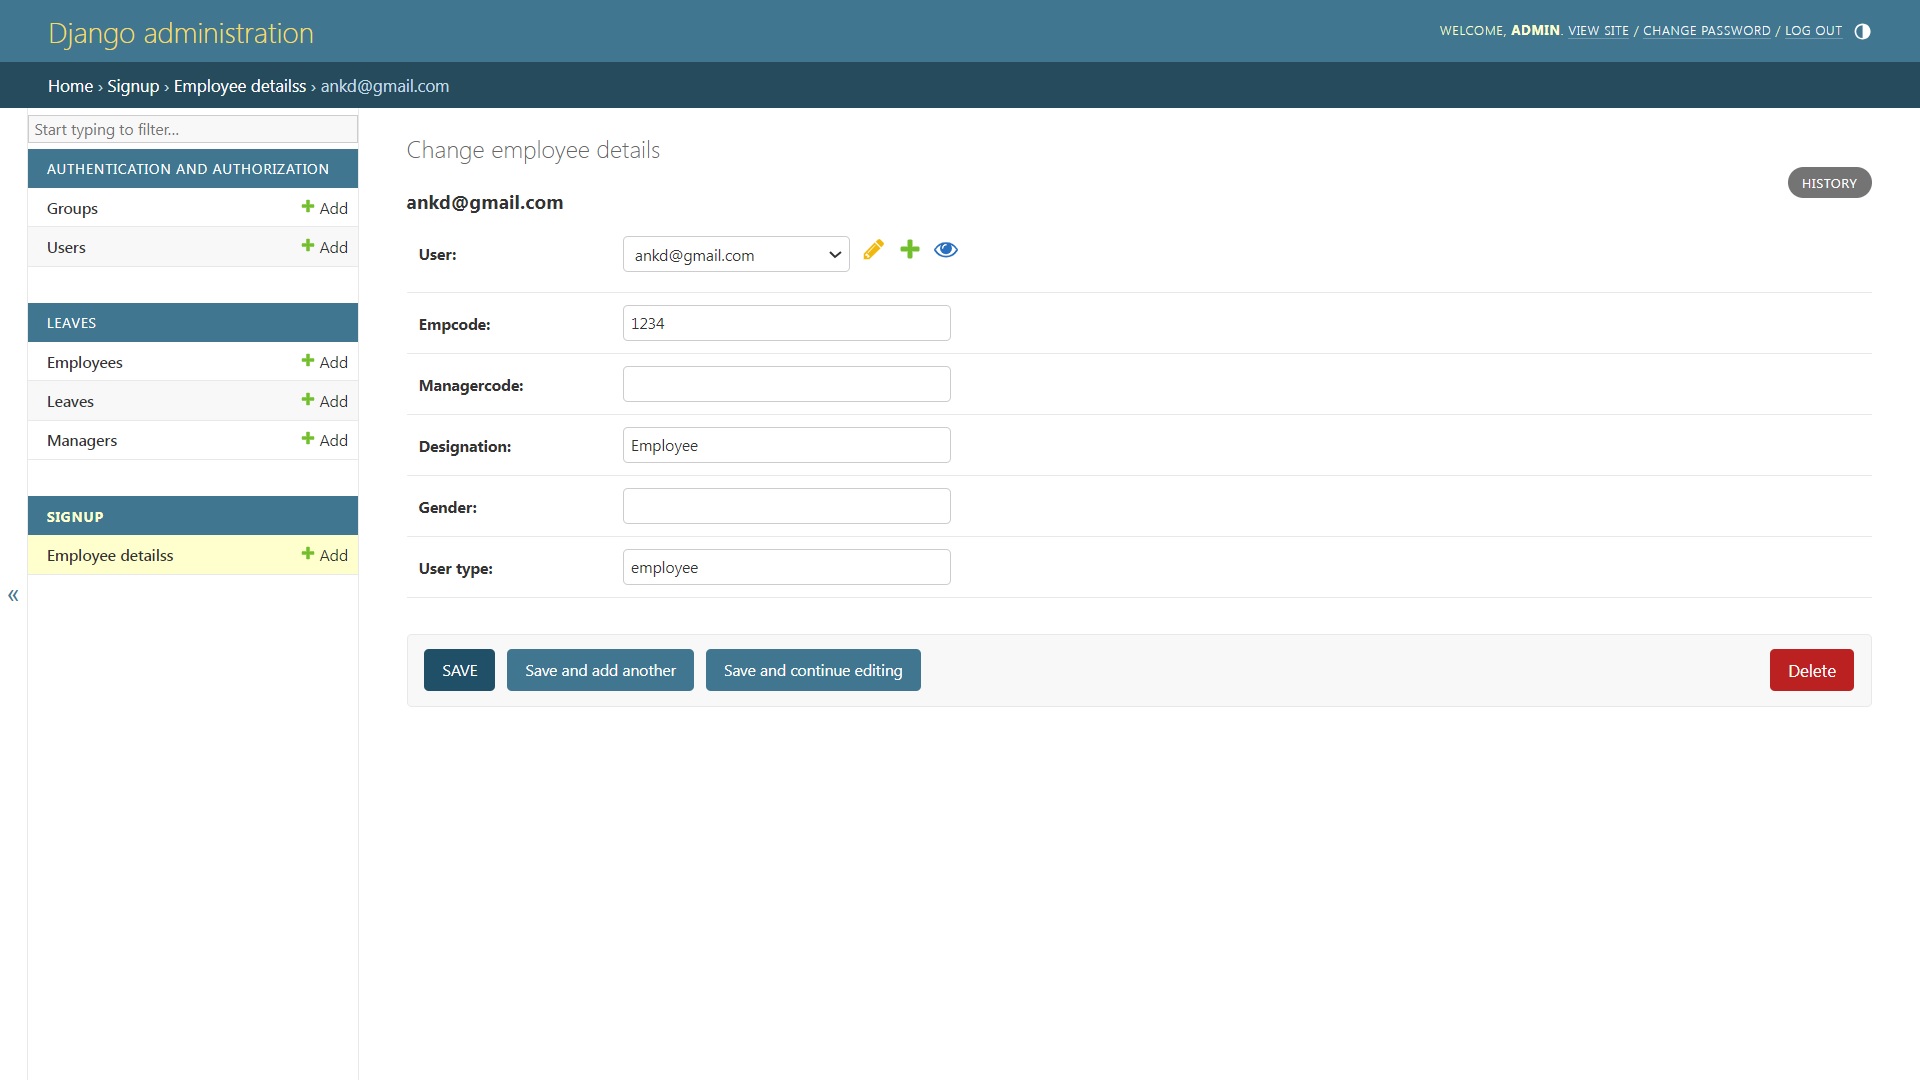 Django administration
WELCOME, ADMIN. VIEW SITE / CHANGE PASSWORD / LOG OUT
Home › Signup › Employee detailss › ankd@gmail.com
Start typing to filter...
AUTHENTICATION AND AUTHORIZATION
Groups + Add
Users + Add
LEAVES
Employees + Add
Leaves + Add
Managers + Add
SIGNUP
Employee detailss + Add
«
Change employee details
HISTORY
ankd@gmail.com
User: ankd@gmail.com
Empcode: 1234
Managercode:
Designation: Employee
Gender:
User type: employee
SAVE Save and add another Save and continue editing Delete